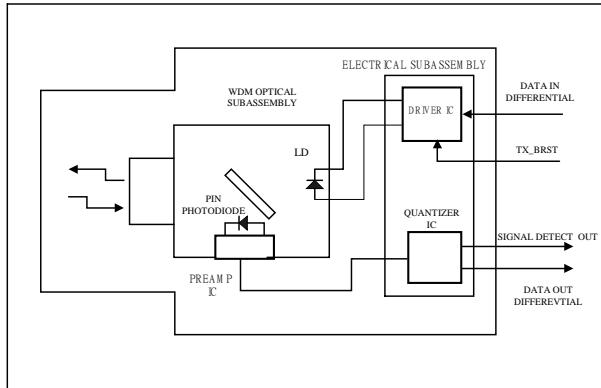 ELECTRICAL SUBASSEMBLY
WDM OPTICAL
SUBASSEMBLY
DRIVER IC
DATA IN
DIFFERENTIAL
TX_BRST
LD
PIN
PHOTODIODE
QUANTIZER
IC
SIGNAL DETECT OUT
PREAMP
IC
DATA OUT
DIFFEREVTIAL